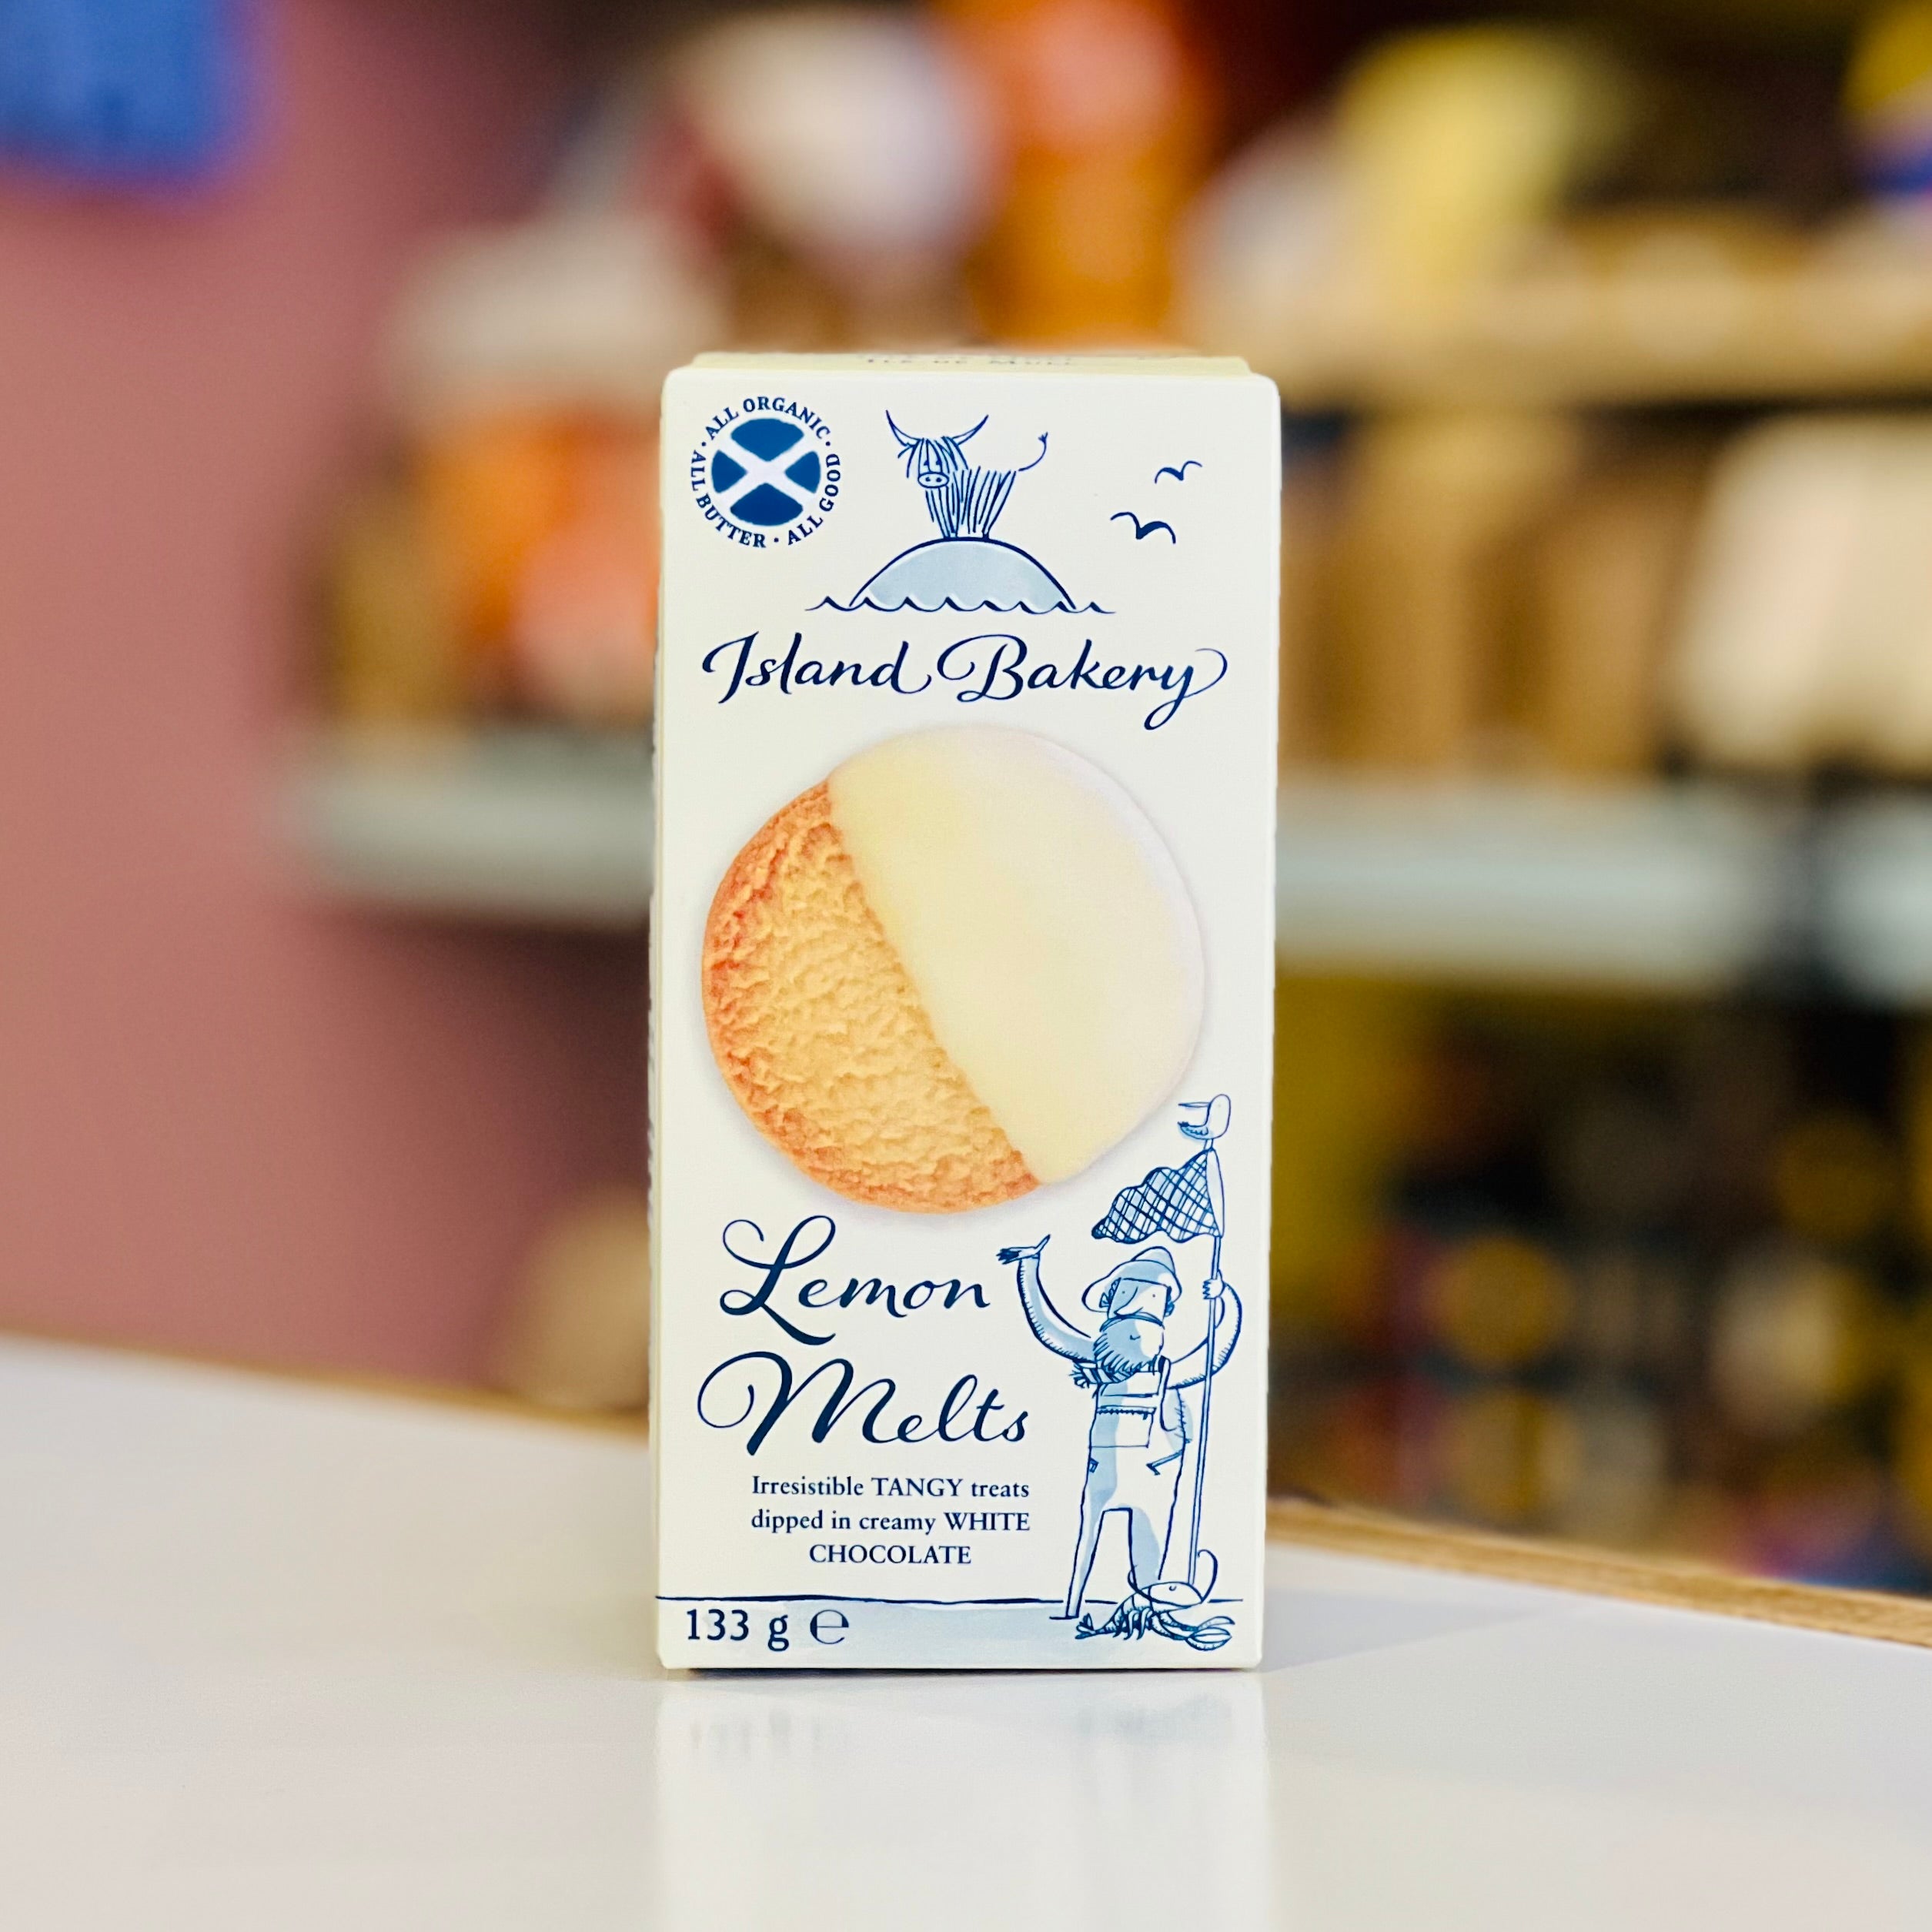 · ALL ORGANIC · ALL GOOD · ALL BUTTER
Island Bakery
Lemon
Melts
Irresistible TANGY treats
dipped in creamy WHITE
CHOCOLATE
133 g ℮